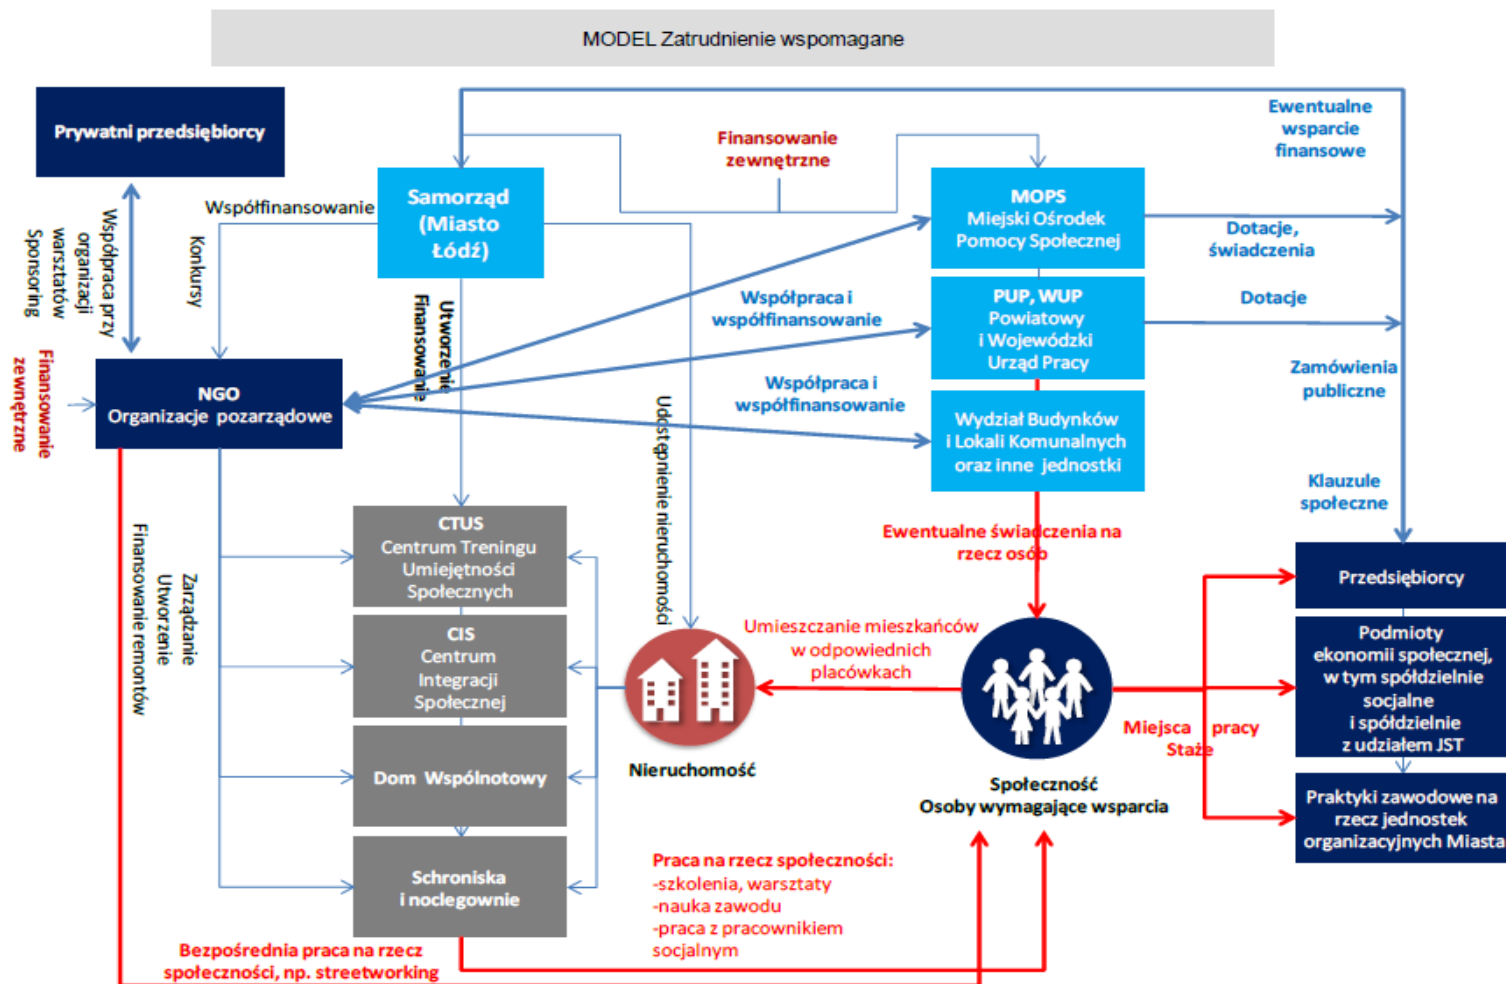 MODEL Zatrudnienie wspomagane
Prywatni przedsiębiorcy
Współpraca przy
organizacji
warsztatów
Sponsoring
Współfinansowanie
Konkursy
Samorząd
(Miasto
Łódź)
Finansowanie
zewnętrzne
MOPS
Miejski Ośrodek
Pomocy Społecznej
Ewentualne
wsparcie
finansowe
Dotacje,
świadczenia
PUP, WUP
Powiatowy
i Wojewódzki
Urząd Pracy
Dotacje
Współpraca i
współfinansowanie
Współpraca i
współfinansowanie
Utworzenie
Finansowanie
Finansowanie
zewnętrzne
NGO
Organizacje pozarządowe
Wydział Budynków
i Lokali Komunalnych
oraz inne jednostki
Zamówienia
publiczne
Klauzule
społeczne
Udostępnienie nieruchomości
Zarządzanie
Utworzenie
Finansowanie remontów
CTUS
Centrum Treningu
Umiejętności
Społecznych
CIS
Centrum
Integracji
Społecznej
Dom Wspólnotowy
Schroniska
i noclegownie
Ewentualne świadczenia na
rzecz osób
Umieszczanie mieszkańców
w odpowiednich
placówkach
Nieruchomość
Społeczność
Osoby wymagające wsparcia
Miejsca pracy
Staże
Przedsiębiorcy
Podmioty
ekonomii społecznej,
w tym spółdzielnie
socjalne
i spółdzielnie
z udziałem JST
Praktyki zawodowe na
rzecz jednostek
organizacyjnych Miasta
Praca na rzecz społeczności:
-szkolenia, warsztaty
-nauka zawodu
-praca z pracownikiem
socjalnym
Bezpośrednia praca na rzecz
społeczności, np. streetworking